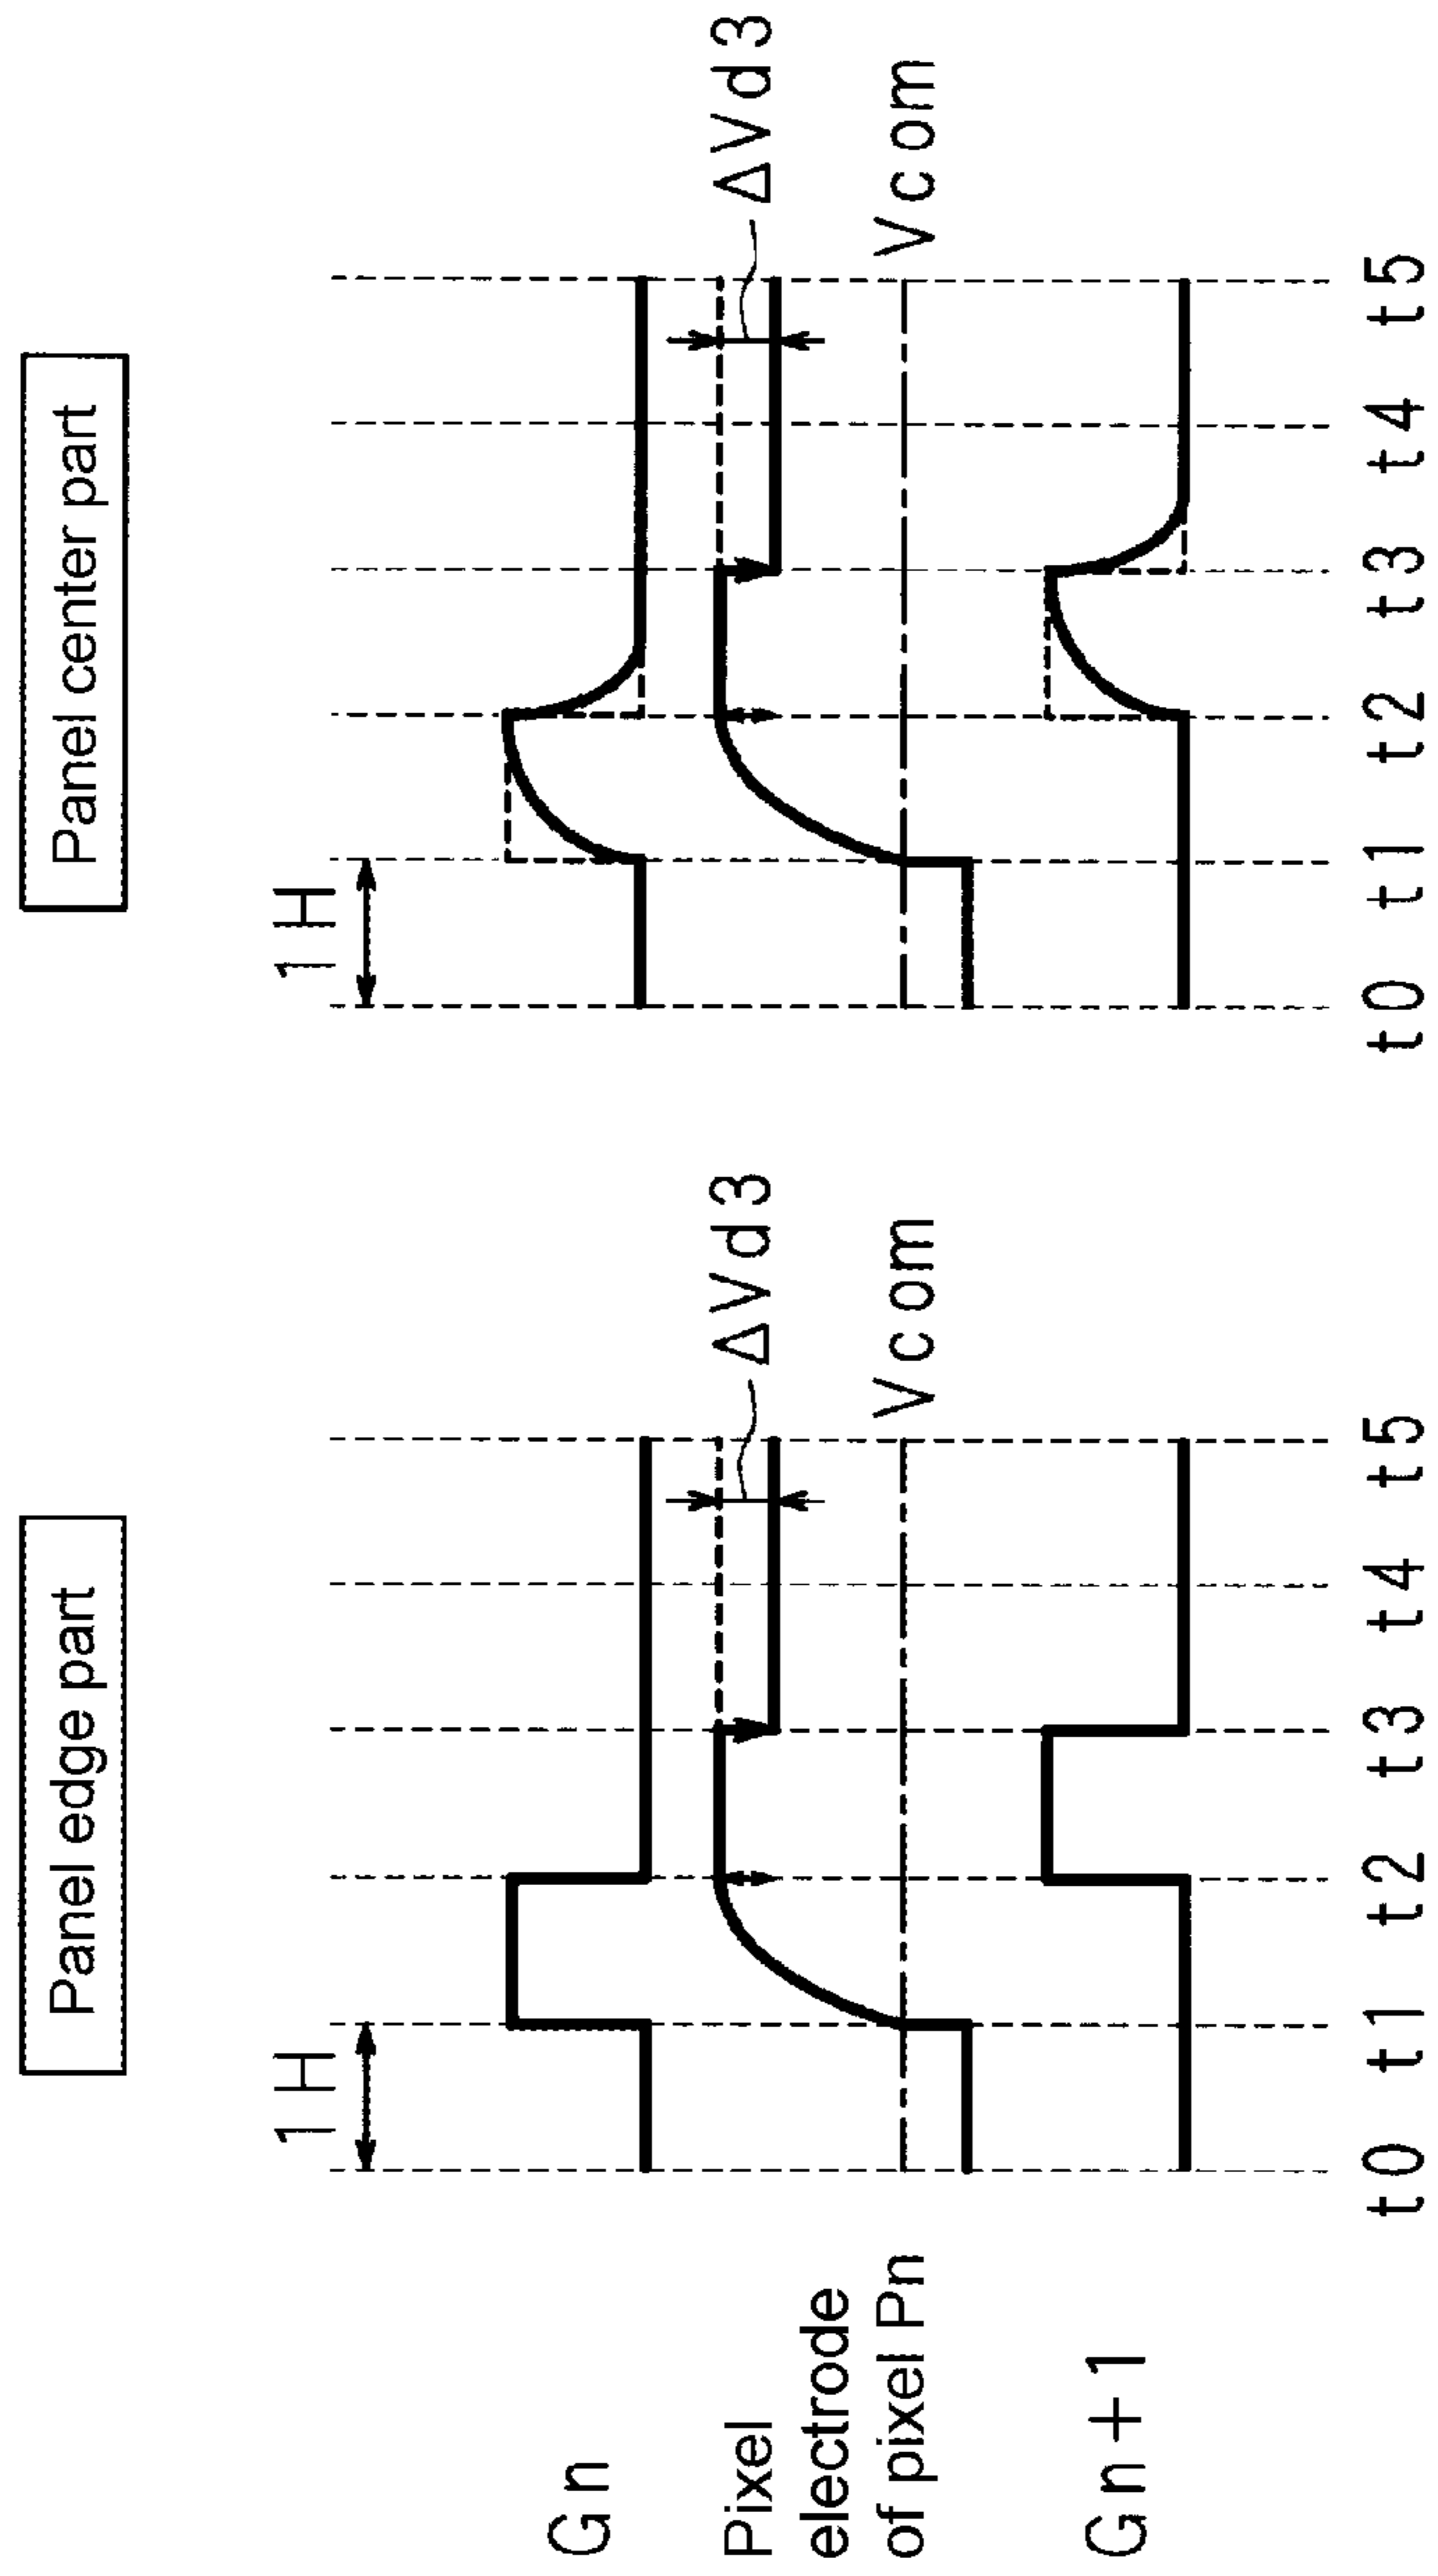 Panel edge part
Panel center part
1H
1H
Gn
Pixel
electrode
of pixel Pn
ΔVd3
ΔVd3
Vcom
Vcom
Gn+1
t0 t1 t2 t3 t4 t5
t0 t1 t2 t3 t4 t5